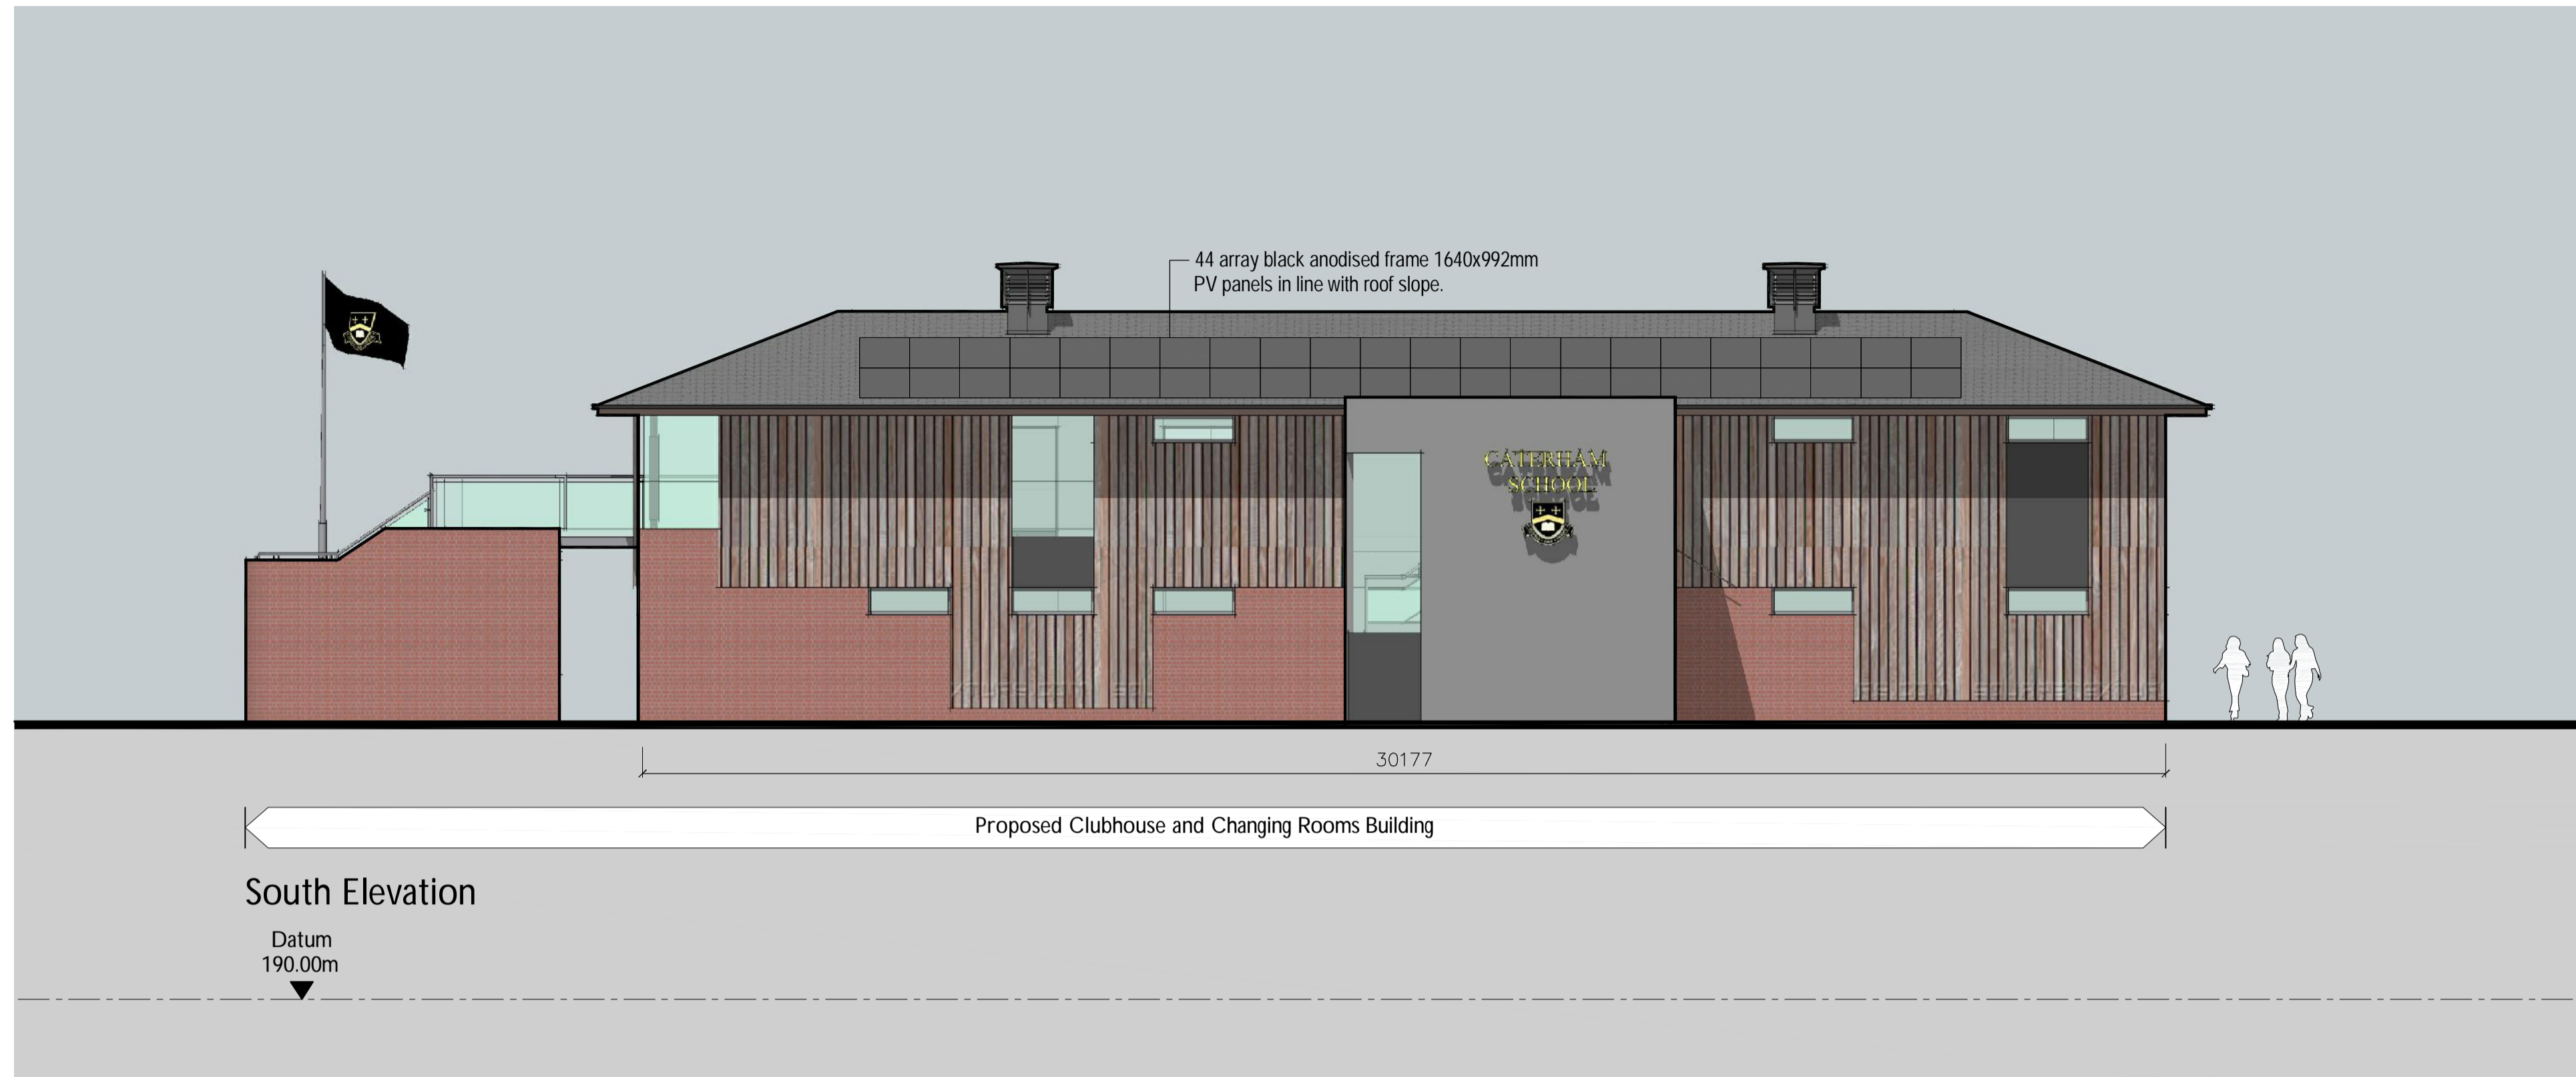 44 array black anodised frame 1640x992mm
PV panels in line with roof slope.
CATERHAM
SCHOOL
30177
Proposed Clubhouse and Changing Rooms Building
South Elevation
Datum
190.00m